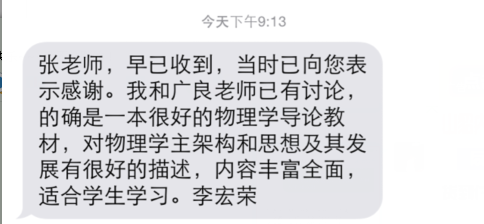 今天下午9:13
张老师，早已收到，当时已向您表
示感谢。我和广良老师已有讨论，
的确是一本很好的物理学导论教
材，对物理学主架构和思想及其发
展有很好的描述，内容丰富全面，
适合学生学习。李宏荣